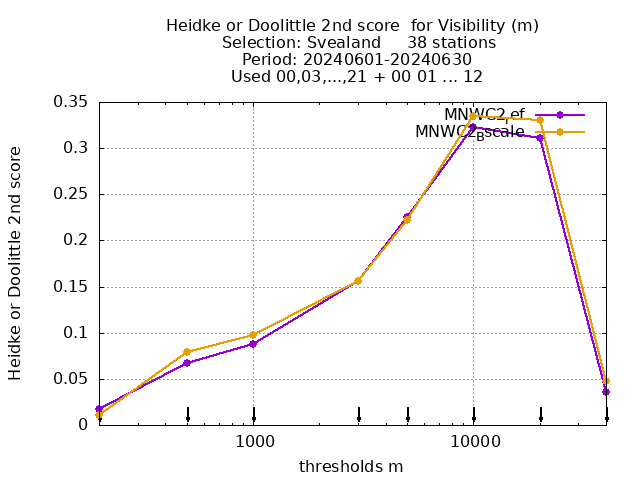 Heidke or Doolittle 2nd score for Visibility (m)
Selection: Svealand 38 stations
Period: 20240601-20240630
Used 00,03,...,21 + 00 01 ... 12
Heidke or Doolittle 2nd score
0.35
0.3
0.25
0.2
0.15
0.1
0.05
0
1000
10000
thresholds m